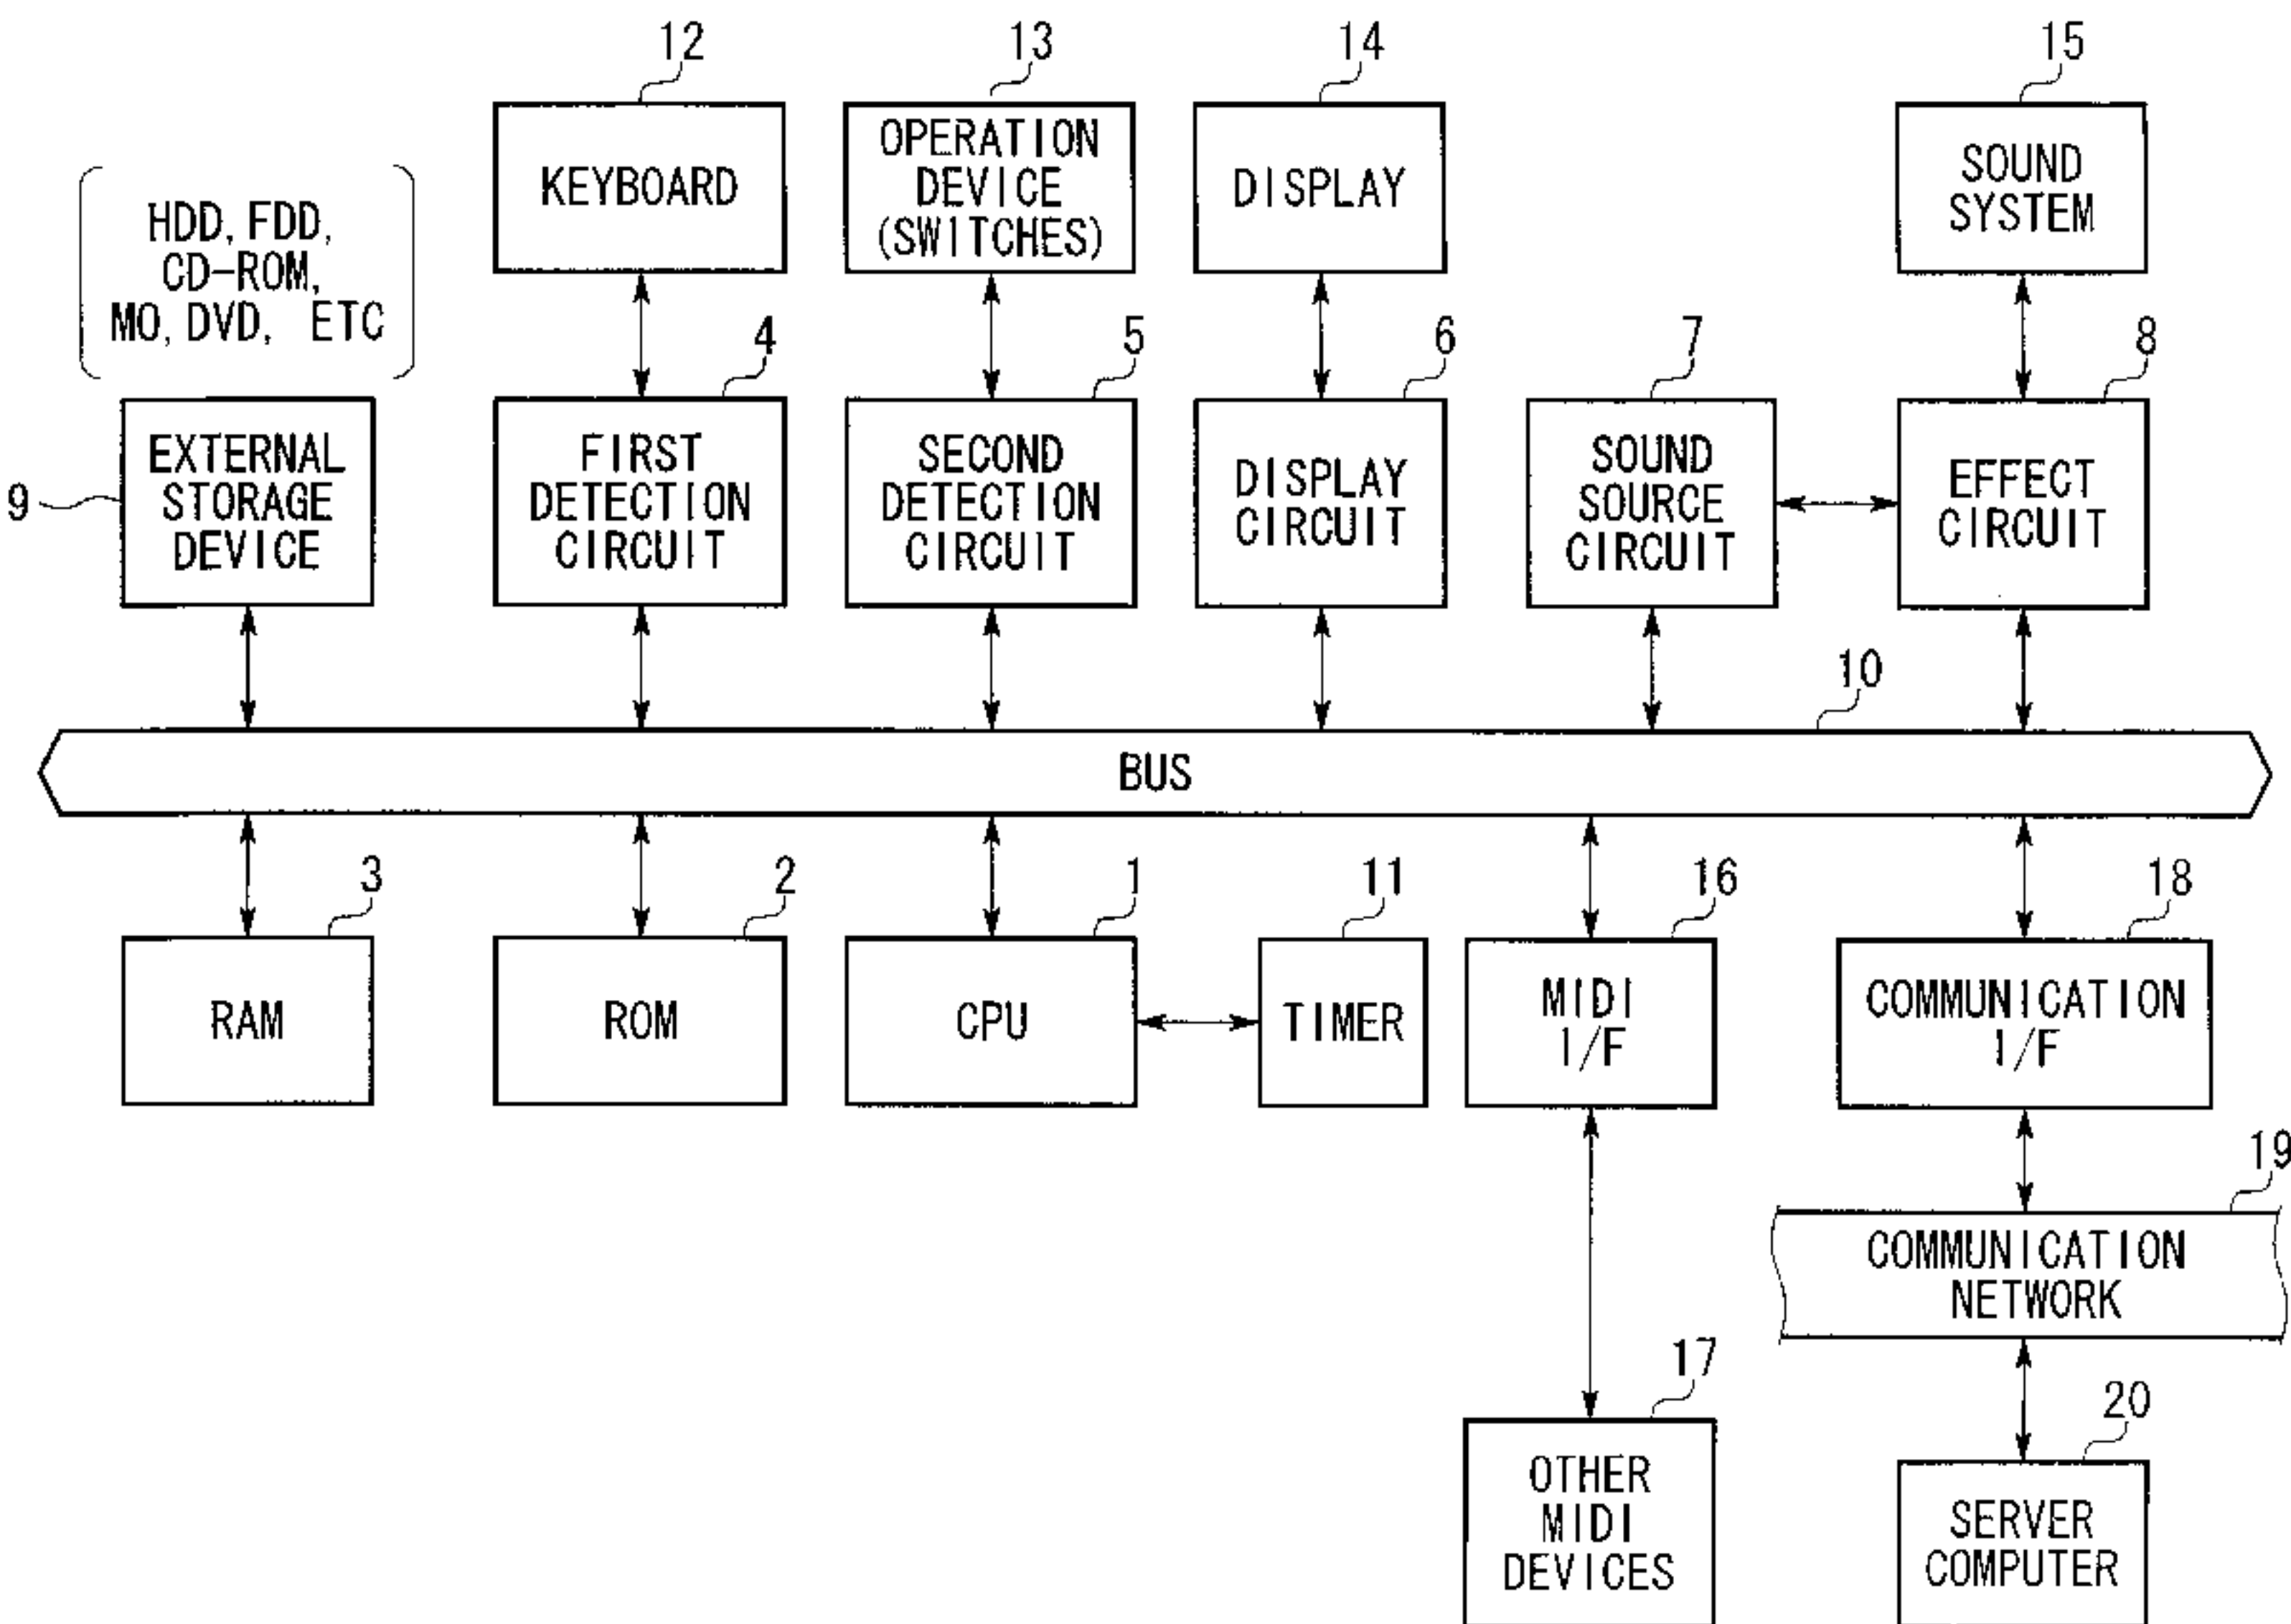 12
13
14
15
HDD, FDD,
CD-ROM,
MO, DVD, ETC
KEYBOARD
OPERATION
DEVICE
(SWITCHES)
DISPLAY
SOUND
SYSTEM
4
5
6
7
8
9
EXTERNAL
STORAGE
DEVICE
FIRST
DETECTION
CIRCUIT
SECOND
DETECTION
CIRCUIT
DISPLAY
CIRCUIT
SOUND
SOURCE
CIRCUIT
EFFECT
CIRCUIT
10
BUS
3
2
1
11
16
18
RAM
ROM
CPU
TIMER
MIDI
I/F
COMMUNICATION
I/F
19
COMMUNICATION
NETWORK
17
20
OTHER
MIDI
DEVICES
SERVER
COMPUTER